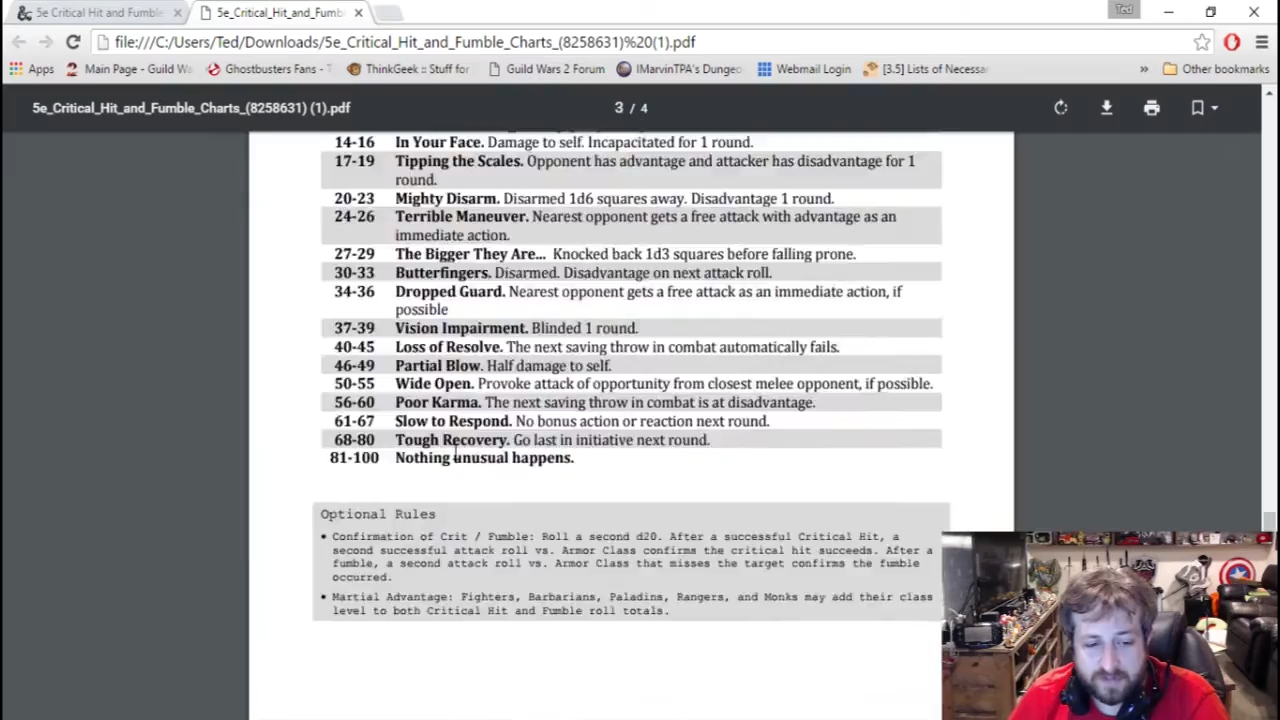 5e Critical Hit and Fumble
5e_Critical_Hit_and_Fumb
Ted
file:///C:/Users/Ted/Downloads/5e_Critical_Hit_and_Fumble_Charts_(8258631)%20(1).pdf
Apps Main Page - Guild Wa Ghostbusters Fans - T ThinkGeek :: Stuff for Guild Wars 2 Forum IMarvinTPA's Dunge Webmail Login [3.5] Lists of Necessa » Other bookmarks
5e_Critical_Hit_and_Fumble_Charts_(8258631) (1).pdf 3 / 4
14-16 In Your Face. Damage to self. Incapacitated for 1 round.
17-19 Tipping the Scales. Opponent has advantage and attacker has disadvantage for 1
round.
20-23 Mighty Disarm. Disarmed 1d6 squares away. Disadvantage 1 round.
24-26 Terrible Maneuver. Nearest opponent gets a free attack with advantage as an
immediate action.
27-29 The Bigger They Are... Knocked back 1d3 squares before falling prone.
30-33 Butterfingers. Disarmed. Disadvantage on next attack roll.
34-36 Dropped Guard. Nearest opponent gets a free attack as an immediate action, if
possible
37-39 Vision Impairment. Blinded 1 round.
40-45 Loss of Resolve. The next saving throw in combat automatically fails.
46-49 Partial Blow. Half damage to self.
50-55 Wide Open. Provoke attack of opportunity from closest melee opponent, if possible.
56-60 Poor Karma. The next saving throw in combat is at disadvantage.
61-67 Slow to Respond. No bonus action or reaction next round.
68-80 Tough Recovery. Go last in initiative next round.
81-100 Nothing unusual happens.
Optional Rules
• Confirmation of Crit / Fumble: Roll a second d20. After a successful Critical Hit, a
second successful attack roll vs. Armor Class confirms the critical hit succeeds. After a
fumble, a second attack roll vs. Armor Class that misses the target confirms the fumble
occurred.
• Martial Advantage: Fighters, Barbarians, Paladins, Rangers, and Monks may add their class
level to both Critical Hit and Fumble roll totals.